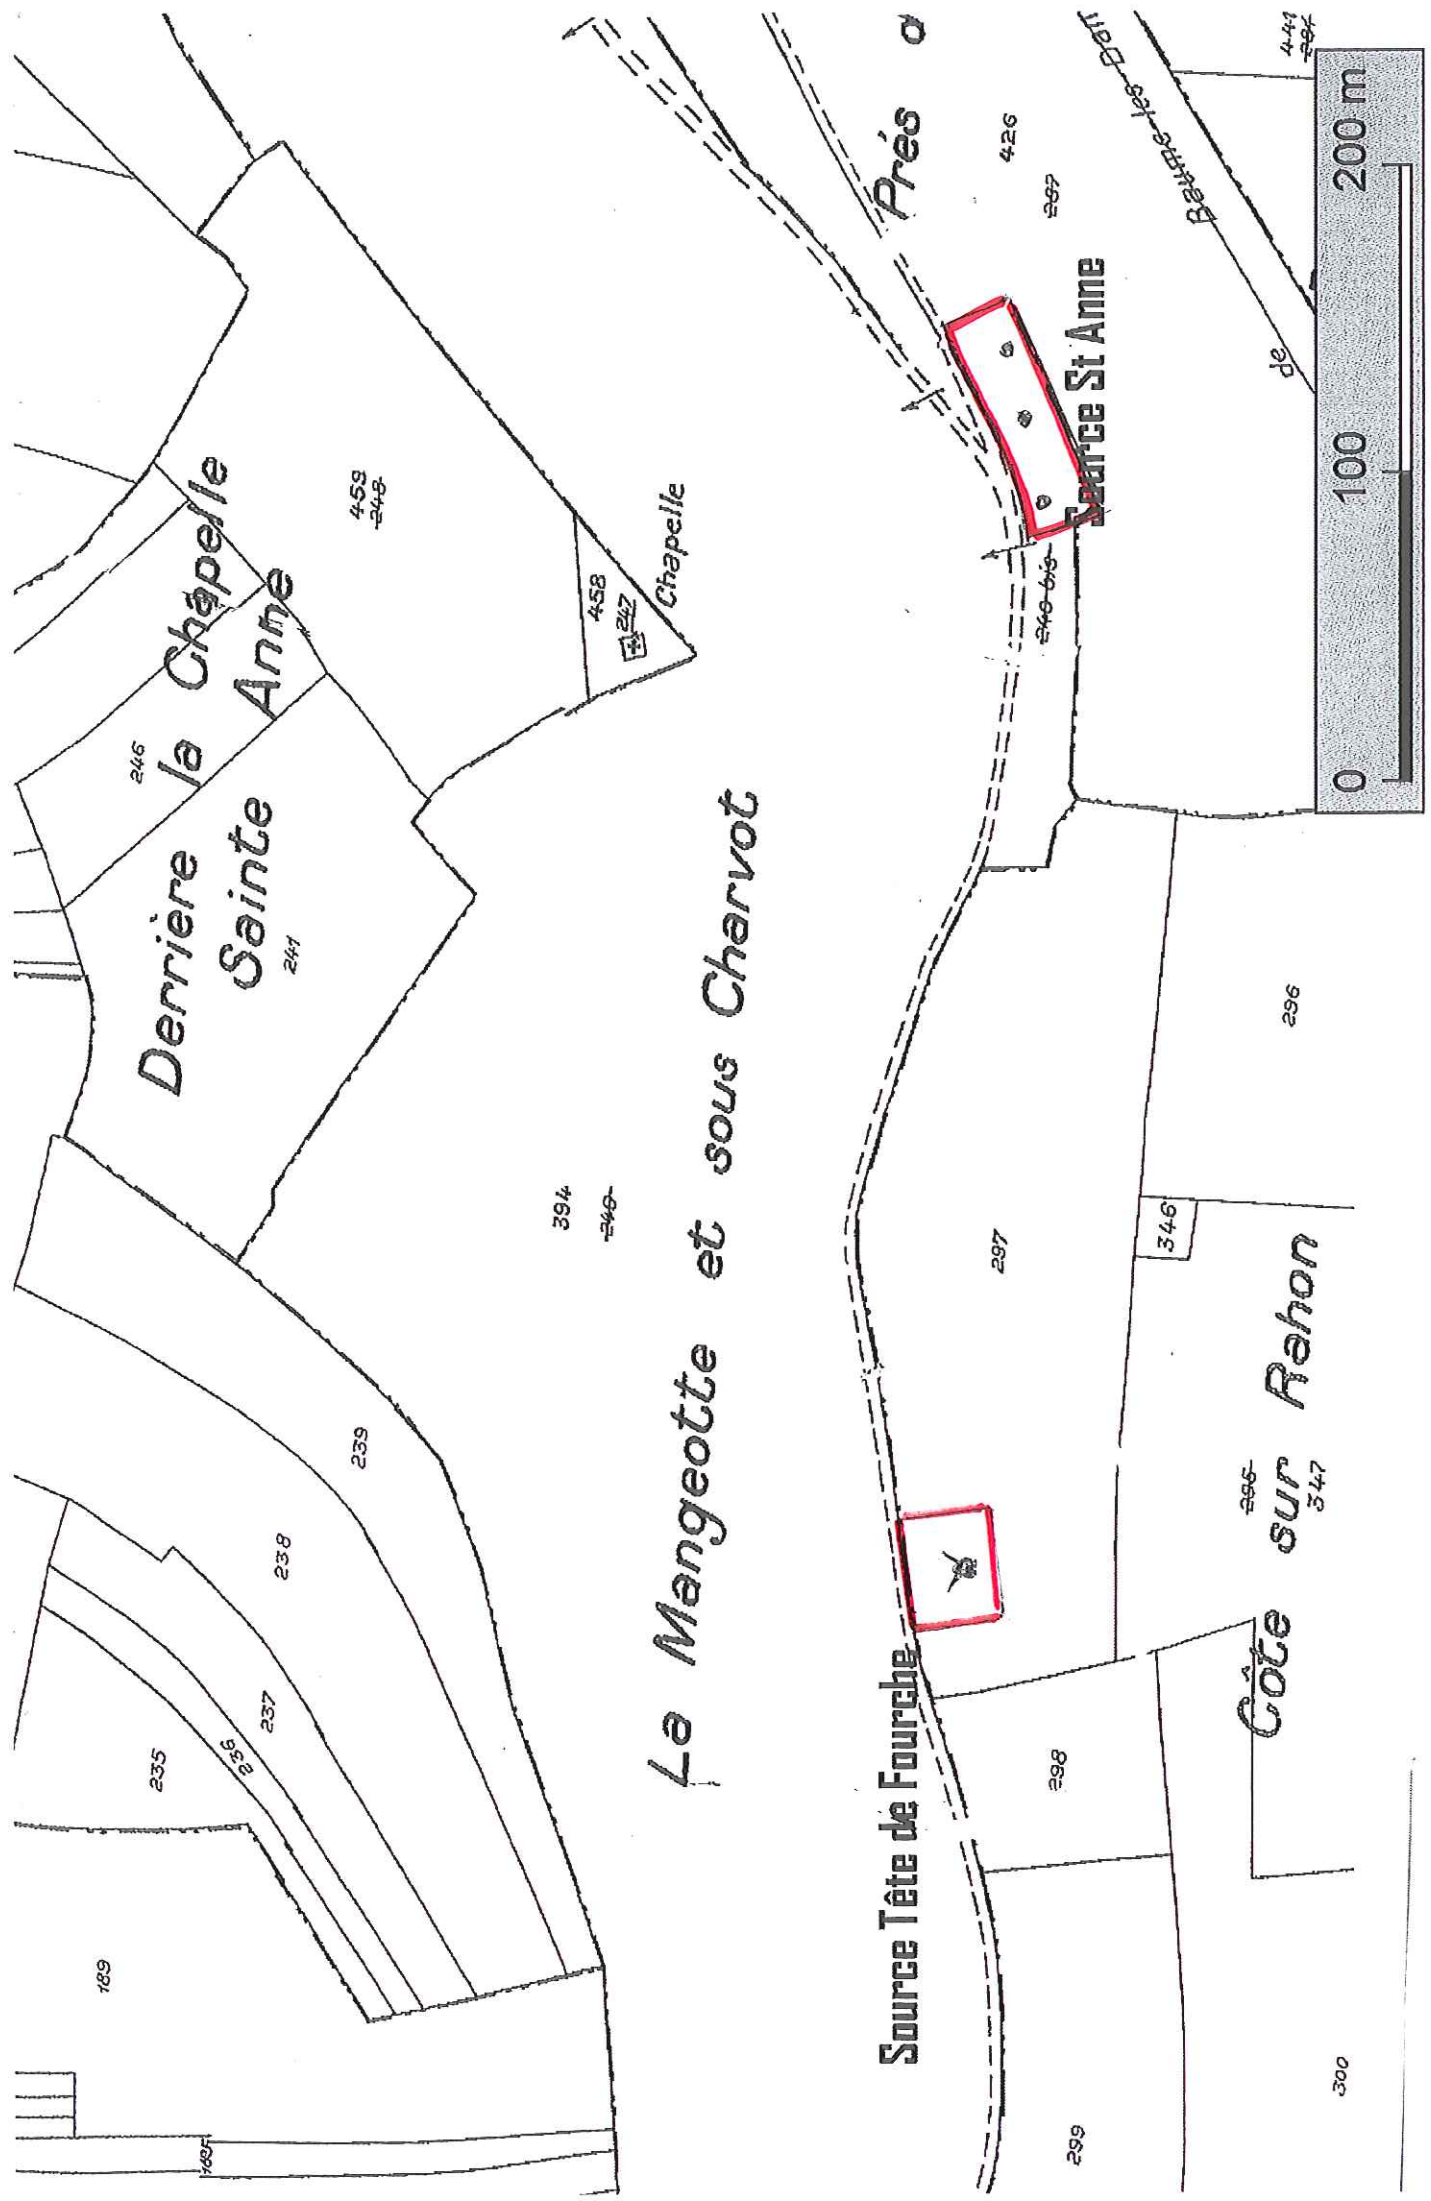 189
235
236
237
238
239
246
Derrière la Chapelle
Sainte Anne
241
459
248
458
247
Chapelle
394
240
La Mangeotte et sous Charvot
Source Tête de Fourche
Prés d
426
287
240 bis
Source St Anne
297
298
299
346
de Beaume-les-Dam
296
295
Côte sur Rahon
347
300
441
0 100 200 m